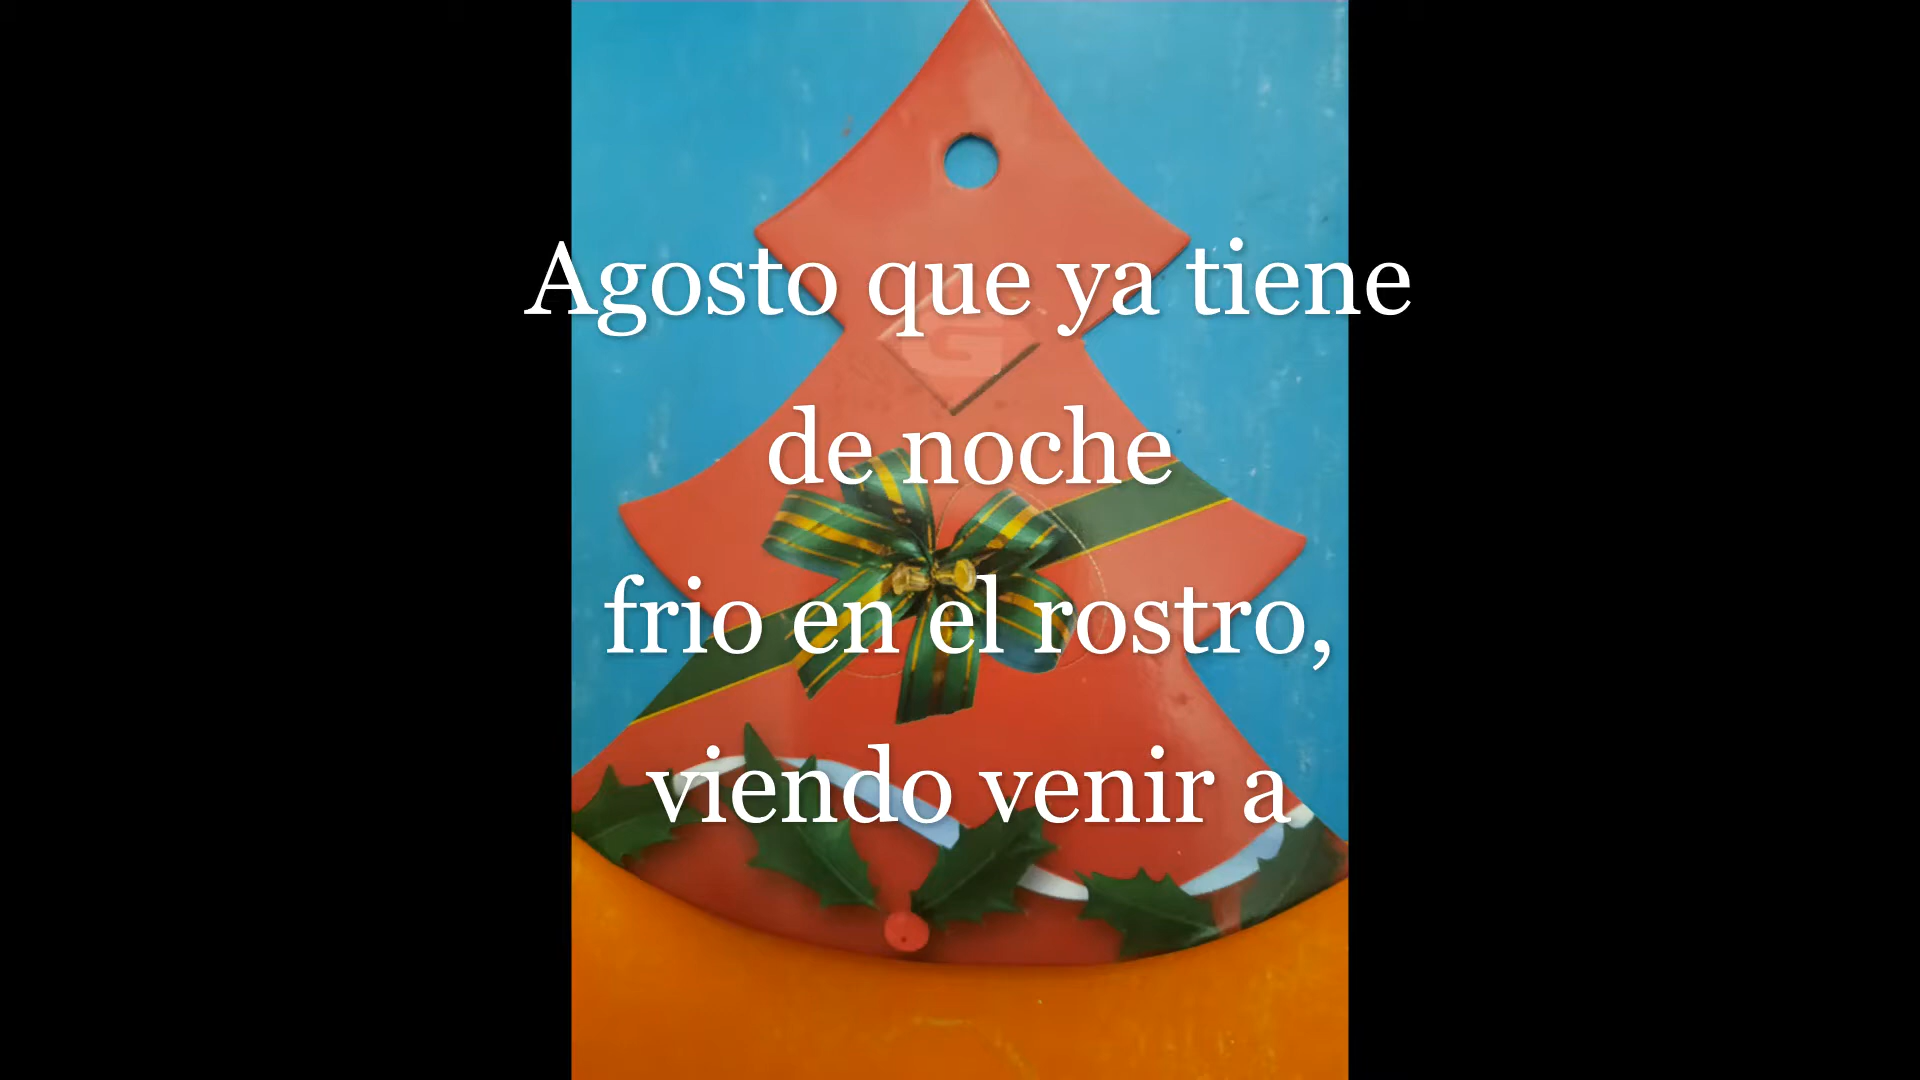 Agosto que ya tiene
de noche
frio en el rostro,
viendo venir a